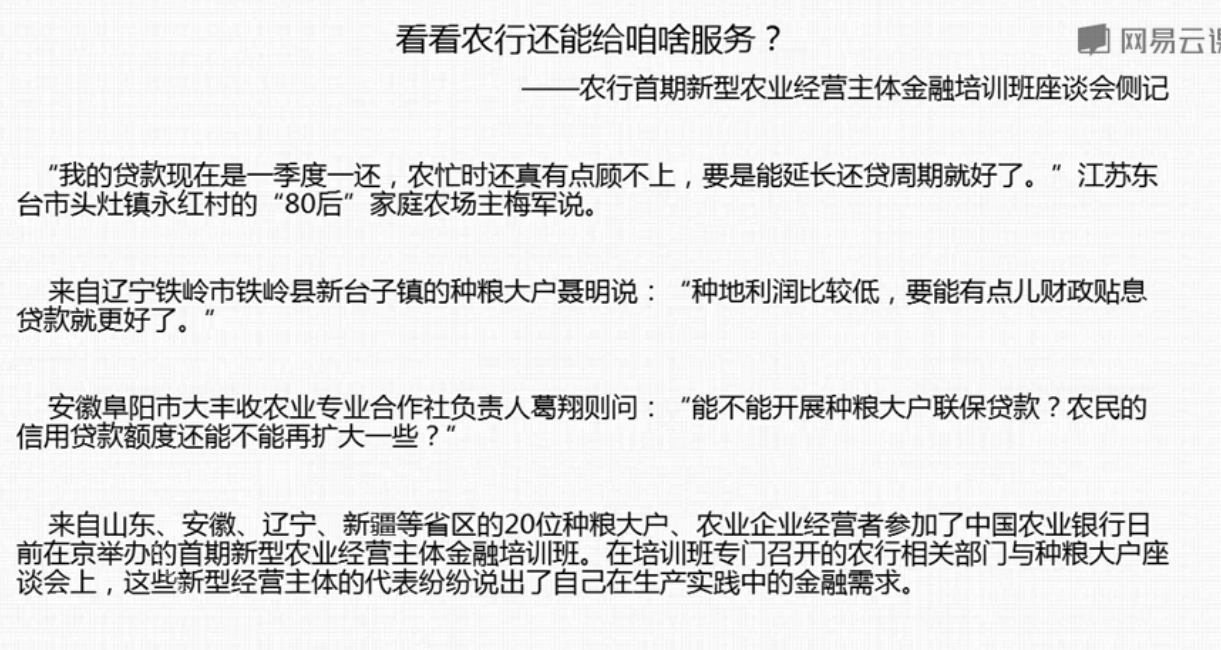 看看农行还能给咱啥服务？
网易云课
——农行首期新型农业经营主体金融培训班座谈会侧记
“我的贷款现在是一季度一还，农忙时还真有点顾不上，要是能延长还贷周期就好了。”江苏东
台市头灶镇永红村的“80后”家庭农场主梅军说。
来自辽宁铁岭市铁岭县新台子镇的种粮大户聂明说：“种地利润比较低，要能有点儿财政贴息
贷款就更好了。”
安徽阜阳市大丰收农业专业合作社负责人葛翔则问：“能不能开展种粮大户联保贷款？农民的
信用贷款额度还能不能再扩大一些？”
来自山东、安徽、辽宁、新疆等省区的20位种粮大户、农业企业经营者参加了中国农业银行日
前在京举办的首期新型农业经营主体金融培训班。在培训班专门召开的农行相关部门与种粮大户座
谈会上，这些新型经营主体的代表纷纷说出了自己在生产实践中的金融需求。